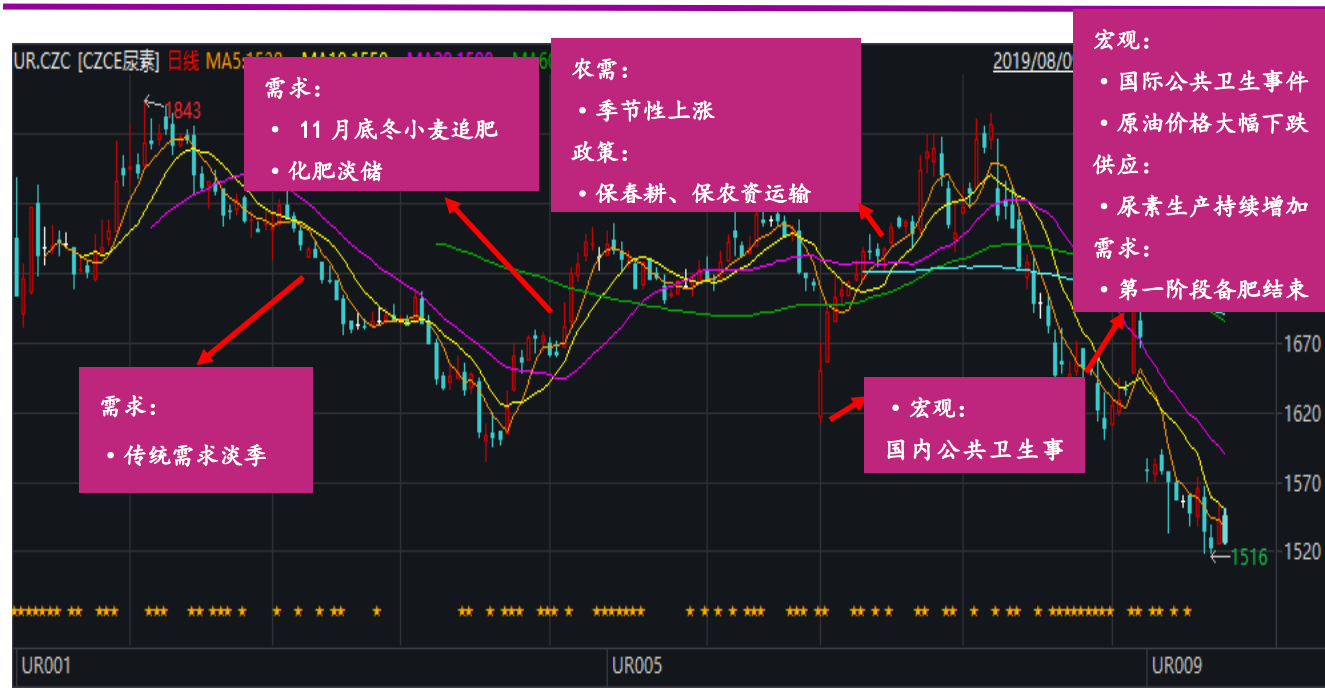 UR.CZC [CZCE尿素] 日线 MA5:
2019/08/0
1843
需求：
• 11 月底冬小麦追肥
• 化肥淡储
农需：
• 季节性上涨
政策：
• 保春耕、保农资运输
宏观：
• 国际公共卫生事件
• 原油价格大幅下跌
供应：
• 尿素生产持续增加
需求：
• 第一阶段备肥结束
需求：
• 传统需求淡季
• 宏观：
国内公共卫生事
1670
1620
1570
1520
1516
UR001
UR005
UR009